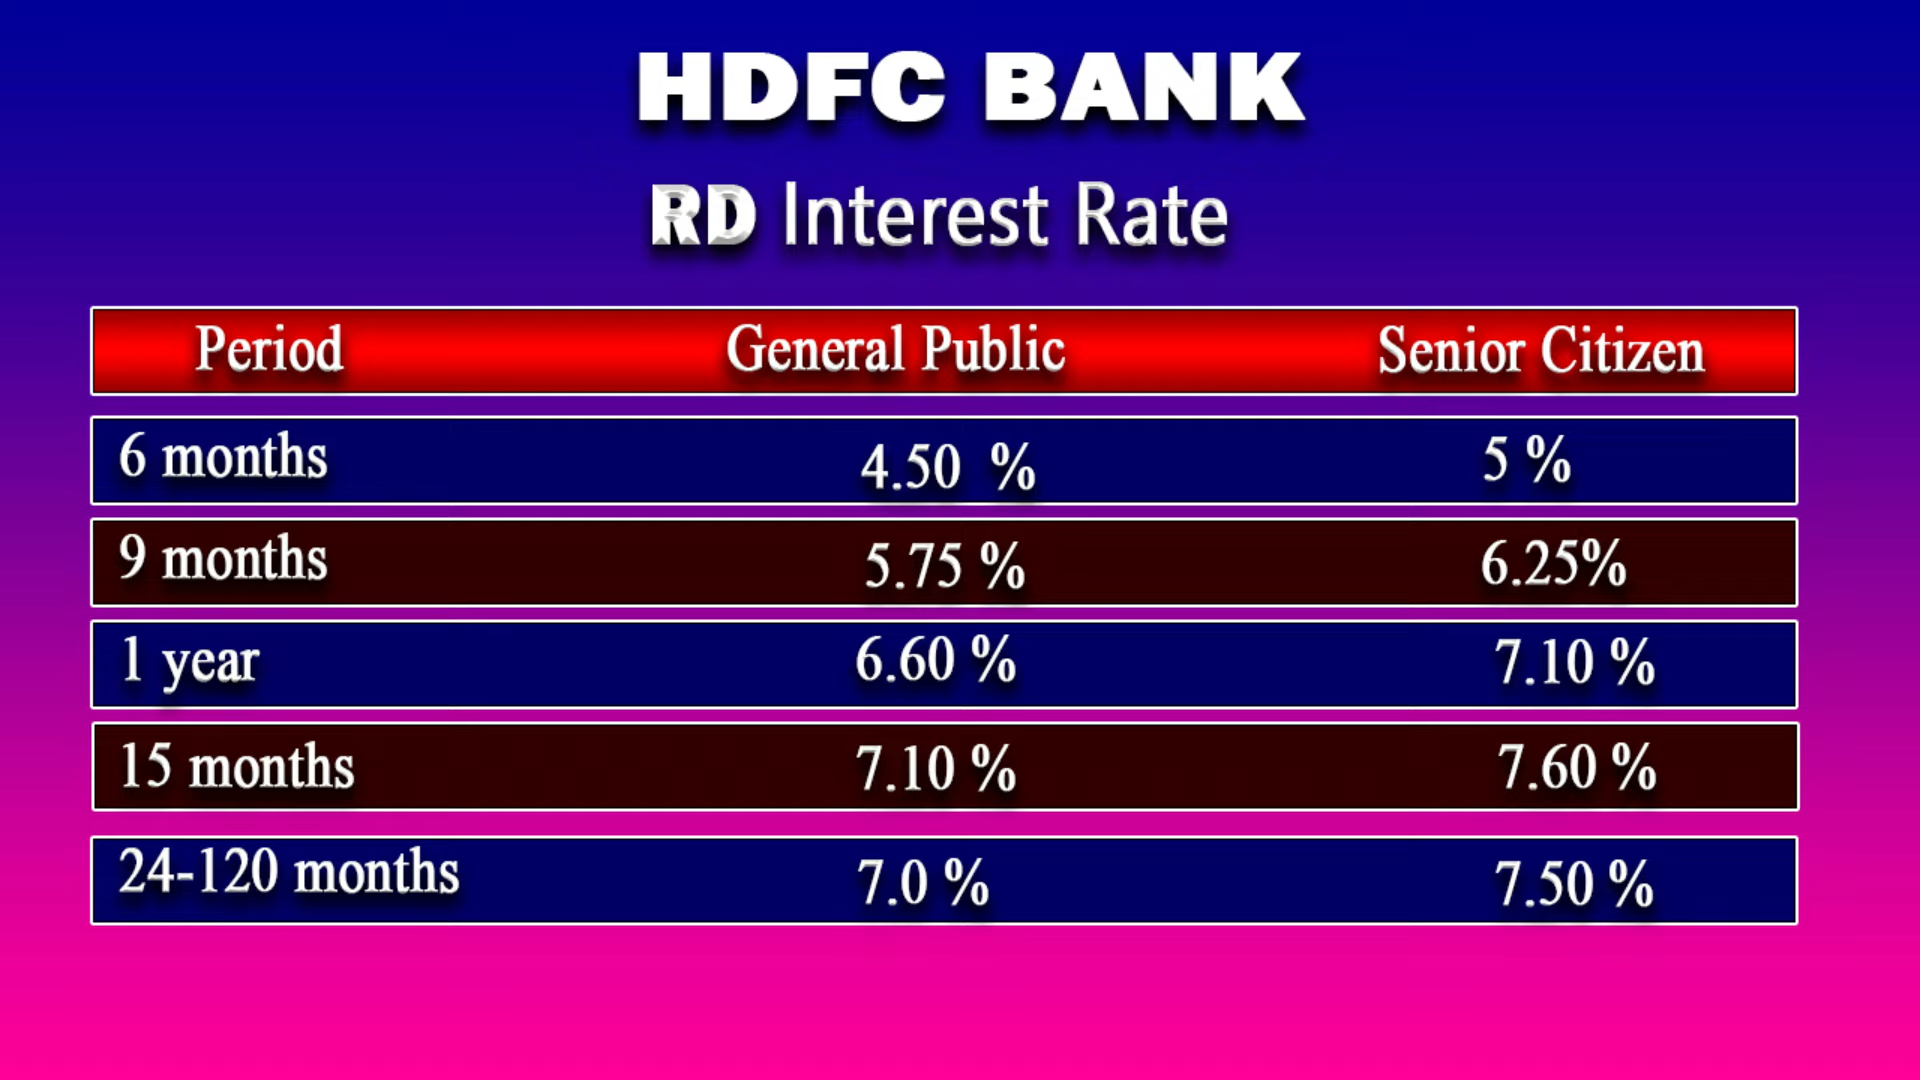 HDFC BANK
RD Interest Rate
Period General Public Senior Citizen
6 months 4.50 % 5 %
9 months 5.75 % 6.25%
1 year 6.60 % 7.10 %
15 months 7.10 % 7.60 %
24-120 months 7.0 % 7.50 %